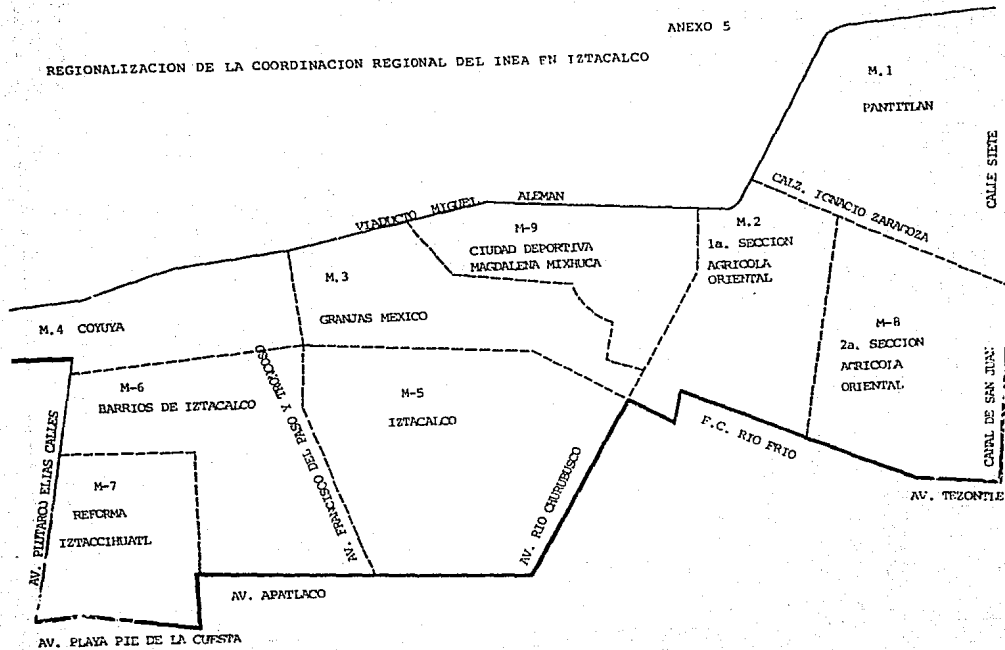 ANEXO 5
REGIONALIZACION DE LA COORDINACION REGIONAL DEL INEA EN IZTACALCO
M.1
PANTITLAN
CALLE SIETE
CALZ. IGNACIO ZARAGOZA
VIADUCTO MIGUEL ALEMAN
M-9
CIUDAD DEPORTIVA
MAGDALENA MIXHUCA
M.2
1a. SECCION
AGRICOLA
ORIENTAL
M.3
GRANJAS MEXICO
M.4 COYUYA
M-8
2a. SECCION
AGRICOLA
ORIENTAL
CANAL DE SAN JUAN
M-6
BARRIOS DE IZTACALCO
AV. FRANCISCO DEL PASO Y TRONCOSO
M-5
IZTACALCO
F.C. RIO FRIO
AV. PLUTARCO ELIAS CALLES
M-7
REFORMA
IZTACCIHUATL
AV. RIO CHURUBUSCO
AV. TEZONTLE
AV. APATLACO
AV. PLAYA PIE DE LA CUESTA